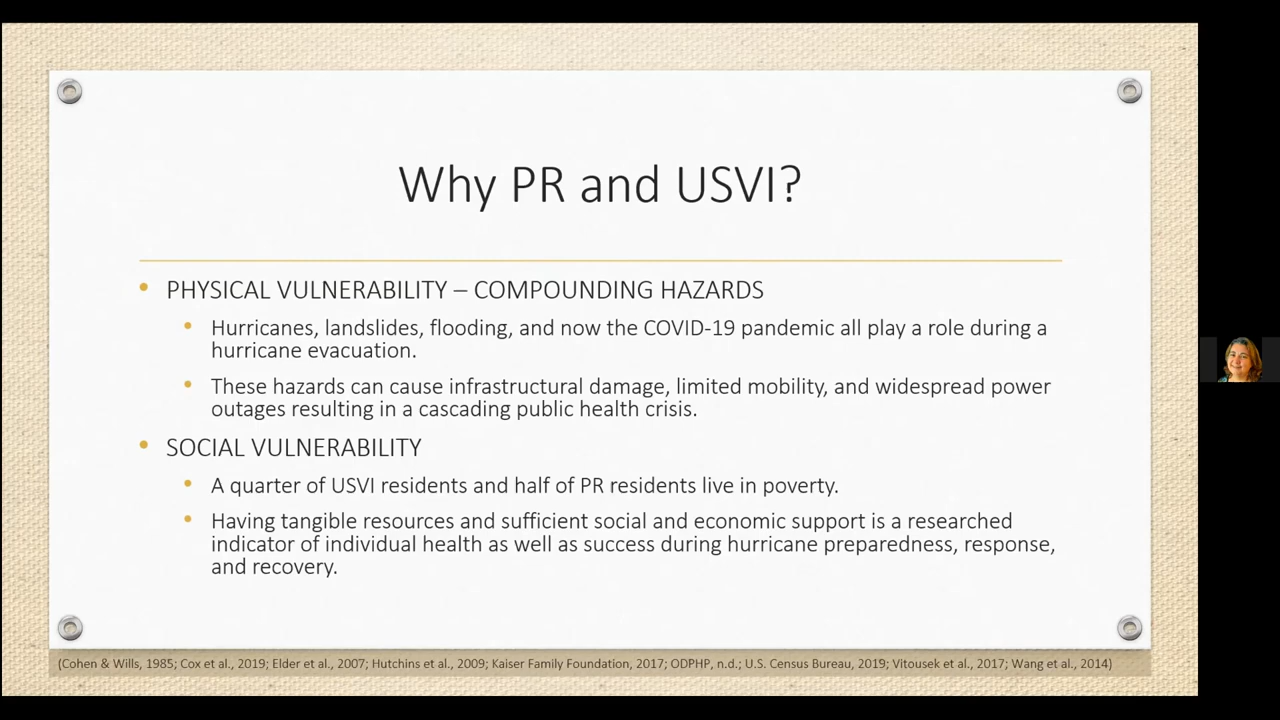 Why PR and USVI?
• PHYSICAL VULNERABILITY – COMPOUNDING HAZARDS
• Hurricanes, landslides, flooding, and now the COVID-19 pandemic all play a role during a
hurricane evacuation.
• These hazards can cause infrastructural damage, limited mobility, and widespread power
outages resulting in a cascading public health crisis.
• SOCIAL VULNERABILITY
• A quarter of USVI residents and half of PR residents live in poverty.
• Having tangible resources and sufficient social and economic support is a researched
indicator of individual health as well as success during hurricane preparedness, response,
and recovery.
(Cohen & Wills, 1985; Cox et al., 2019; Elder et al., 2007; Hutchins et al., 2009; Kaiser Family Foundation, 2017; ODPHP, n.d.; U.S. Census Bureau, 2019; Vitousek et al., 2017; Wang et al., 2014)